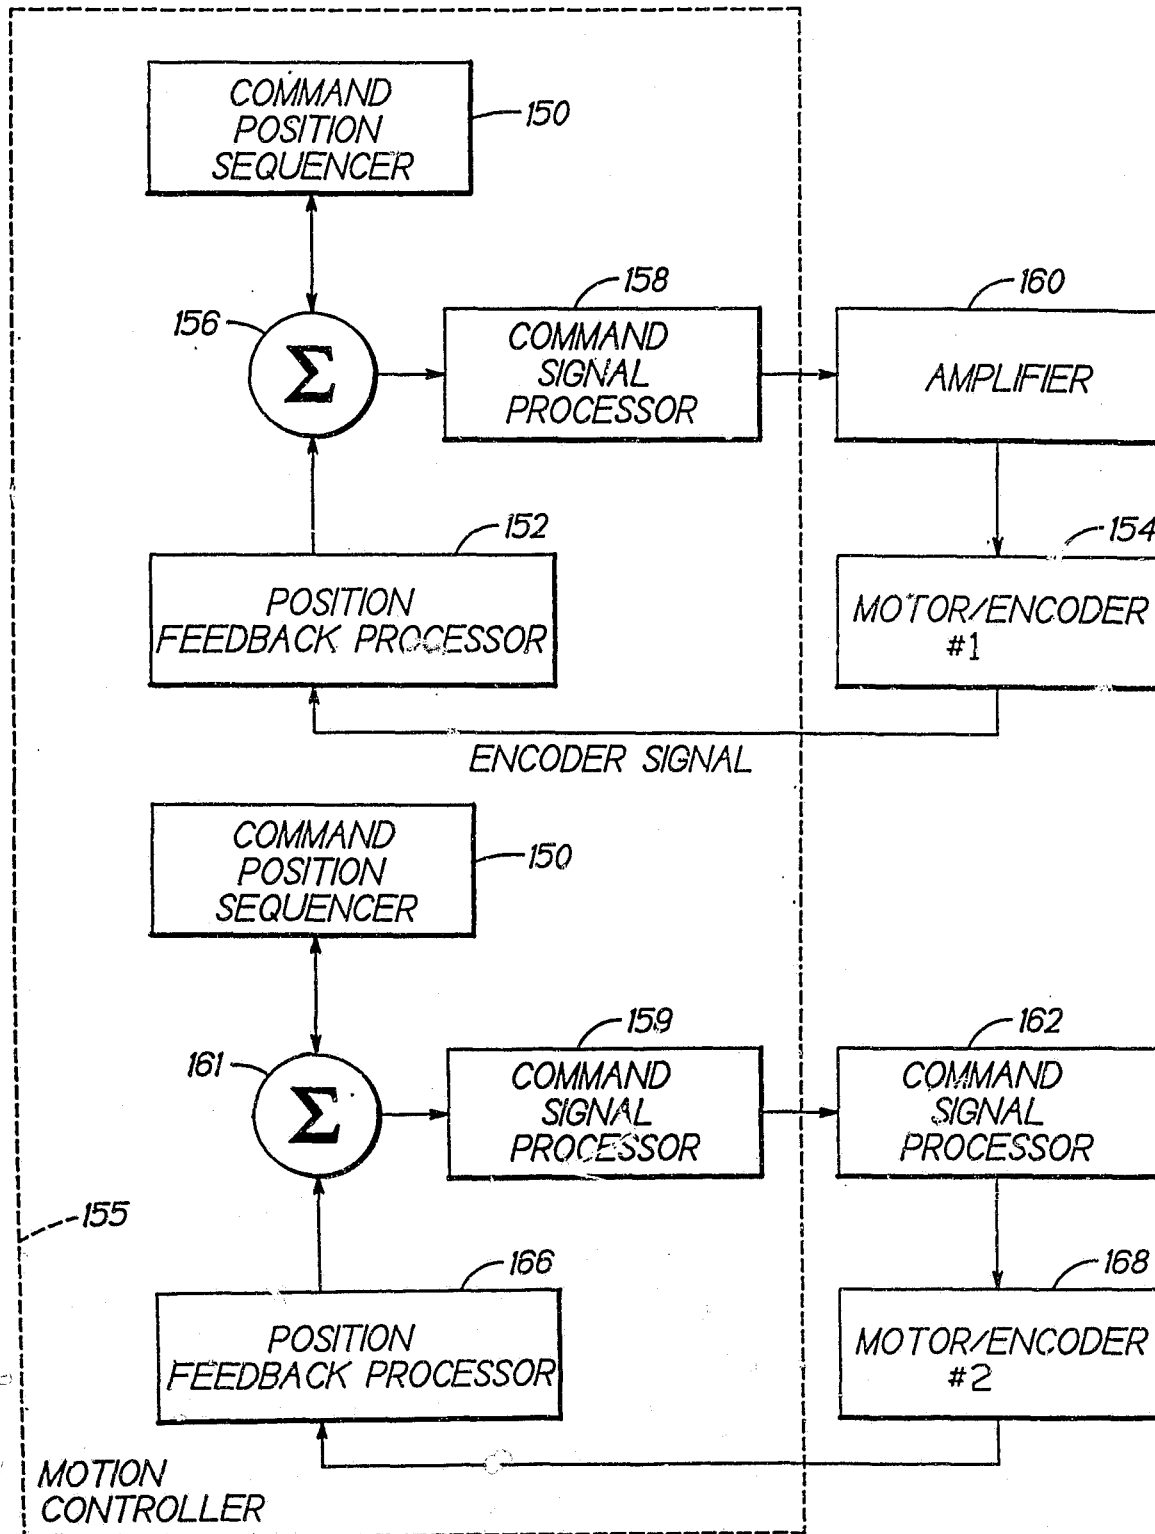 COMMAND
POSITION
SEQUENCER
150
156
Σ
158
COMMAND
SIGNAL
PROCESSOR
160
AMPLIFIER
152
POSITION
FEEDBACK PROCESSOR
154
MOTOR/ENCODER
#1
ENCODER SIGNAL
COMMAND
POSITION
SEQUENCER
150
161
Σ
159
COMMAND
SIGNAL
PROCESSOR
162
COMMAND
SIGNAL
PROCESSOR
155
166
POSITION
FEEDBACK PROCESSOR
168
MOTOR/ENCODER
#2
MOTION
CONTROLLER